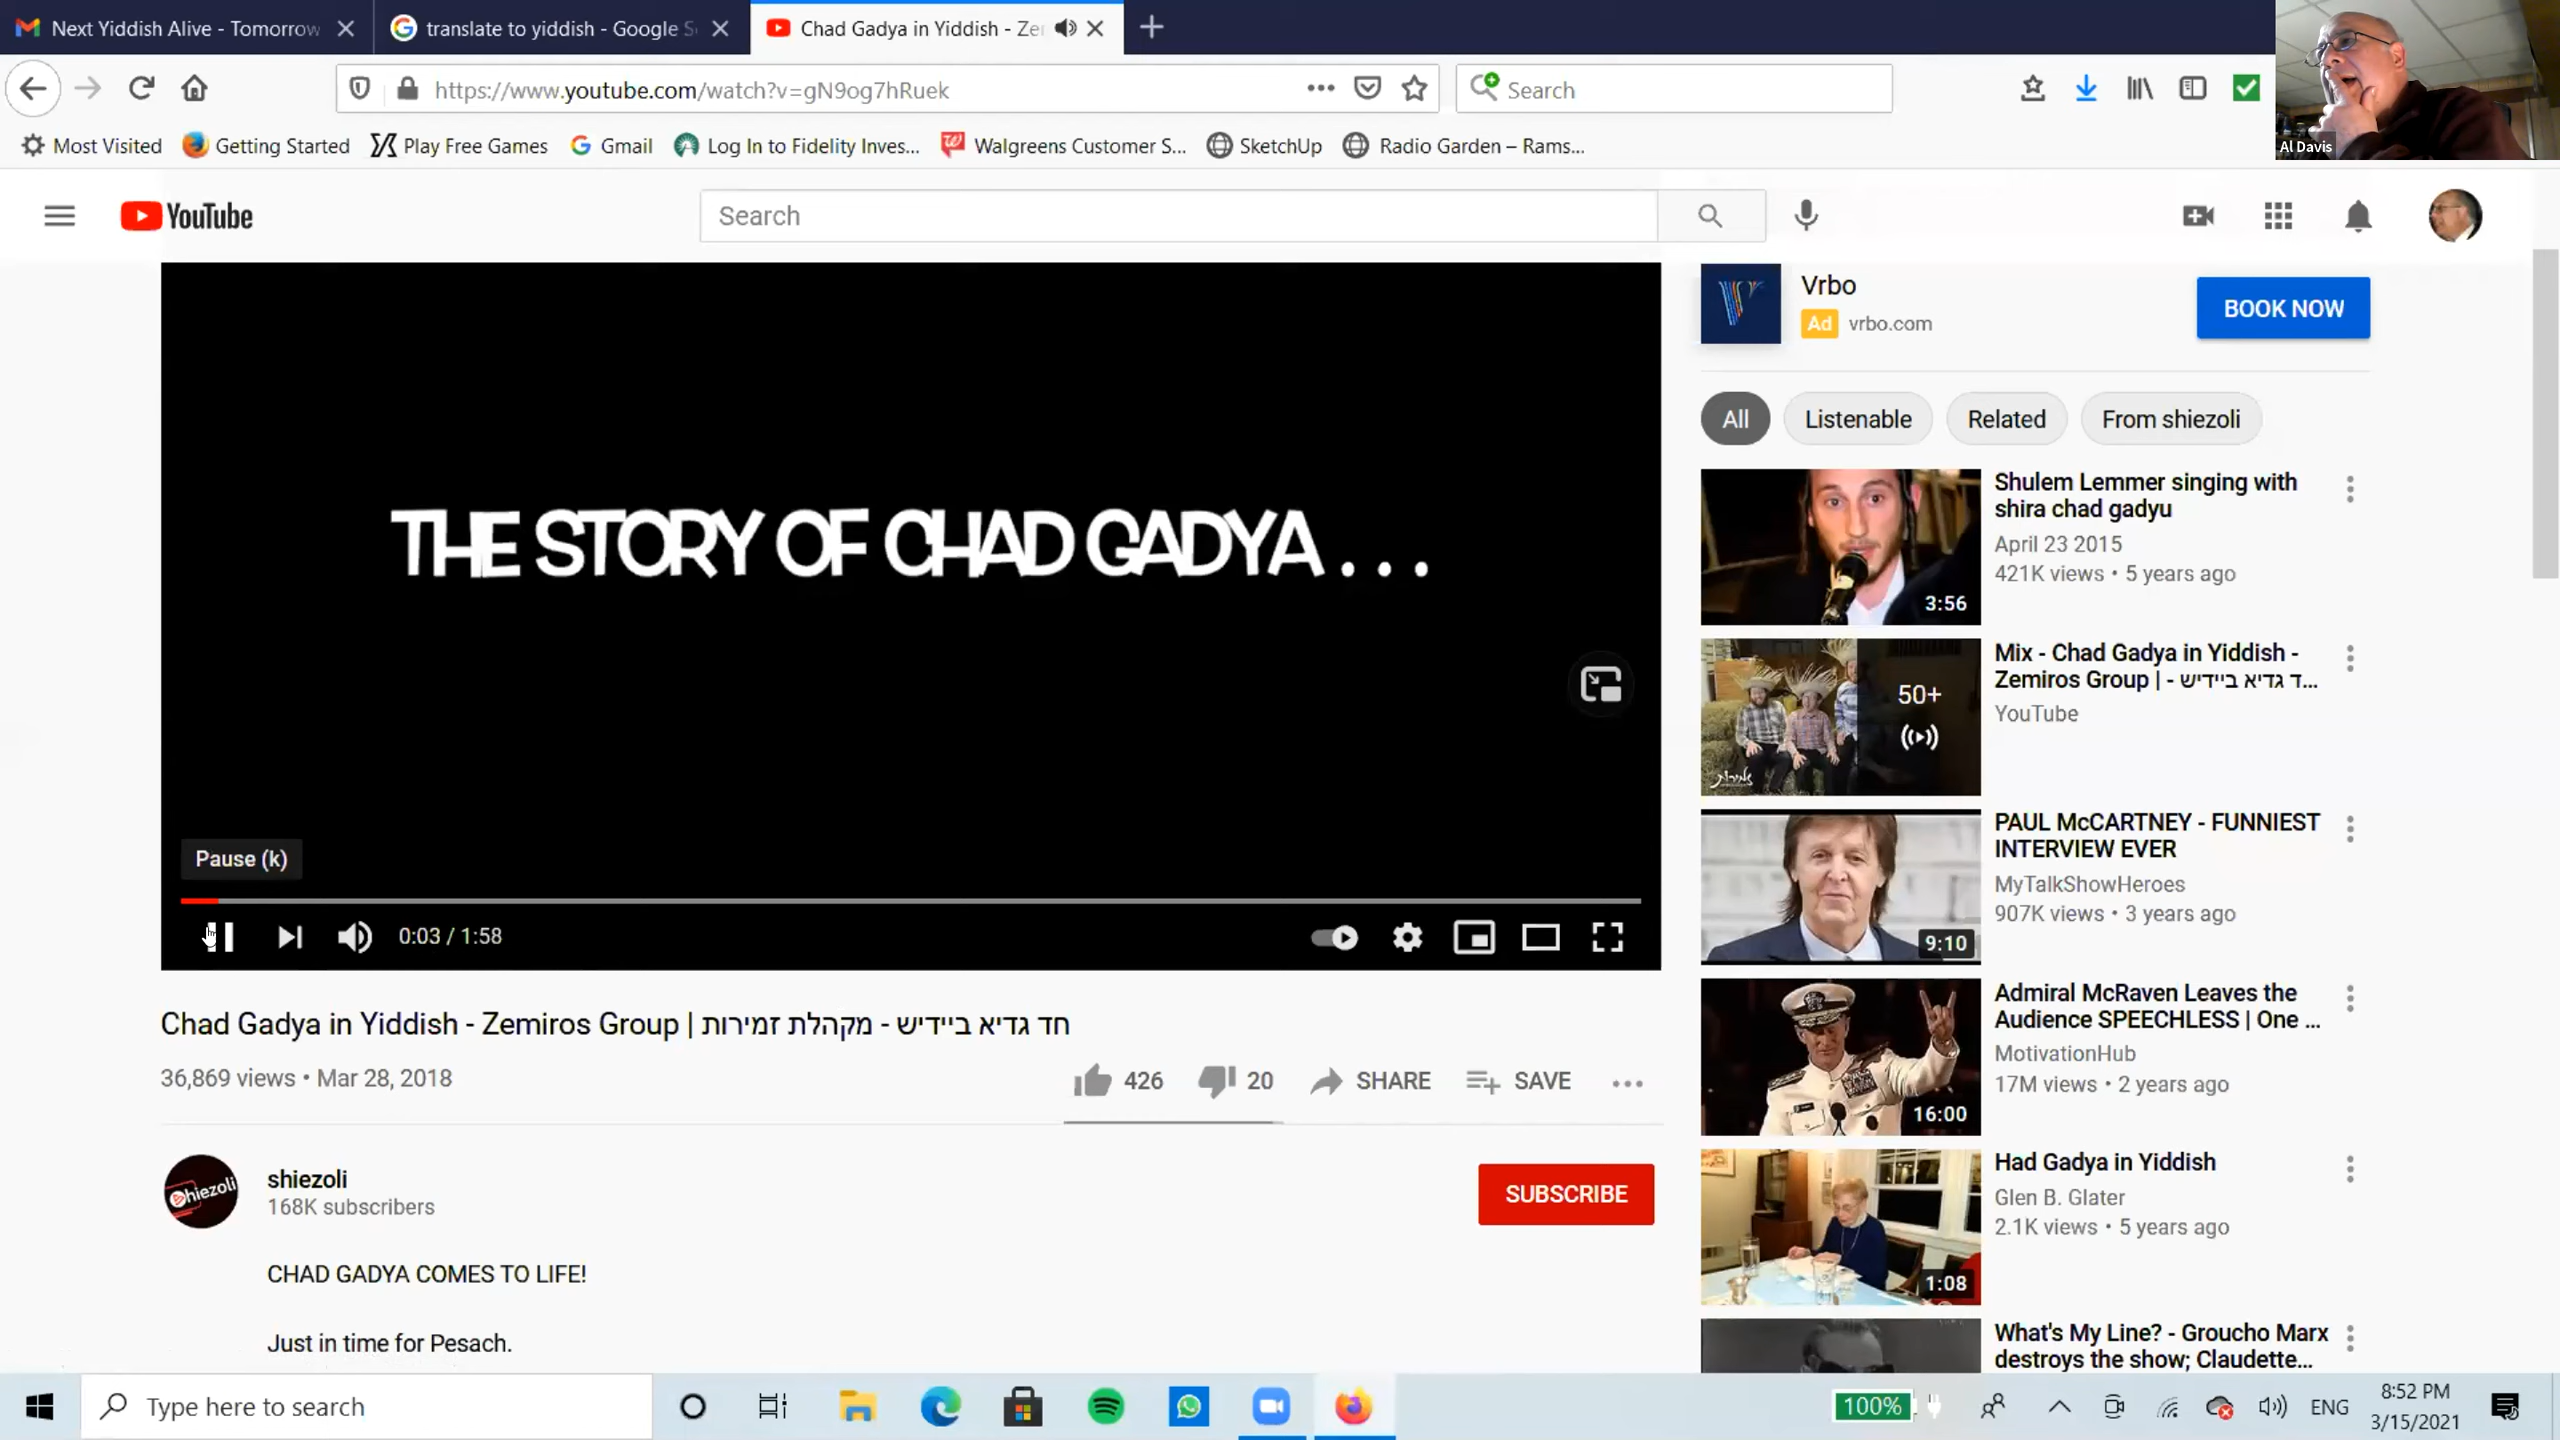 Next Yiddish Alive - Tomorrow
translate to yiddish - Google S
Chad Gadya in Yiddish - Zer
https://www.youtube.com/watch?v=gN9og7hRuek
Search
Most Visited
Getting Started
Play Free Games
Gmail
Log In to Fidelity Inves...
Walgreens Customer S...
SketchUp
Radio Garden – Rams...
Al Davis
YouTube
Search
THE STORY OF CHAD GADYA . . .
Pause (k)
0:03 / 1:58
Chad Gadya in Yiddish - Zemiros Group | חד גדיא ביידיש - מקהלת זמירות
36,869 views • Mar 28, 2018
426
20
SHARE
SAVE
shiezoli
shiezoli
168K subscribers
SUBSCRIBE
CHAD GADYA COMES TO LIFE!
Just in time for Pesach.
Vrbo
Ad vrbo.com
BOOK NOW
All
Listenable
Related
From shiezoli
3:56
Shulem Lemmer singing with
shira chad gadyu
April 23 2015
421K views • 5 years ago
50+
זמירות
Mix - Chad Gadya in Yiddish -
Zemiros Group | - ד גדיא ביידיש...
YouTube
9:10
PAUL McCARTNEY - FUNNIEST
INTERVIEW EVER
MyTalkShowHeroes
907K views • 3 years ago
16:00
Admiral McRaven Leaves the
Audience SPEECHLESS | One ...
MotivationHub
17M views • 2 years ago
1:08
Had Gadya in Yiddish
Glen B. Glater
2.1K views • 5 years ago
What's My Line? - Groucho Marx
destroys the show; Claudette...
Type here to search
100%
ENG
8:52 PM
3/15/2021